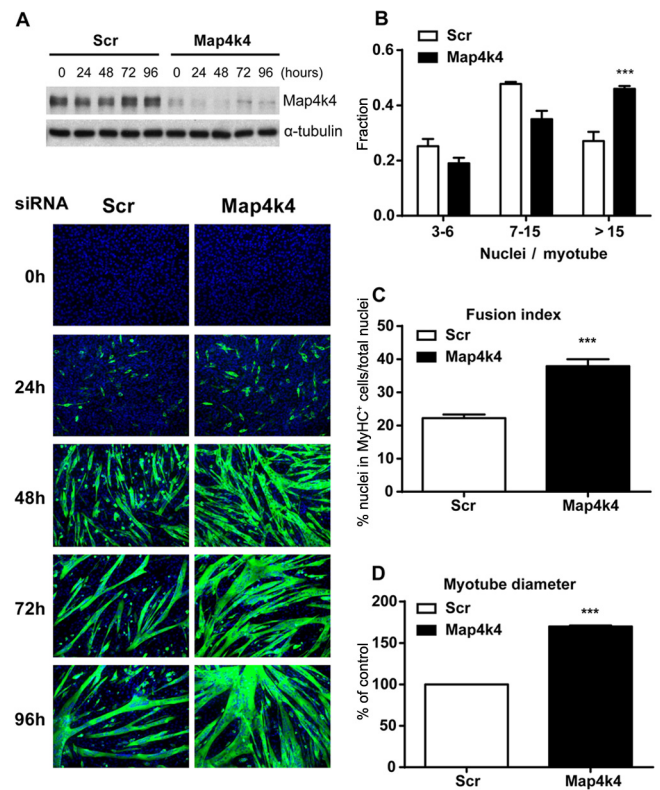 A
Scr Map4k4
0 24 48 72 96 0 24 48 72 96 (hours)
Map4k4
α-tubulin
siRNA Scr Map4k4
0h
24h
48h
72h
96h
B
Scr
Map4k4
Fraction
0.6
0.4
0.2
0.0
***
3-6 7-15 > 15
Nuclei / myotube
C
Fusion index
Scr
Map4k4
% nuclei in MyHC⁺ cells/total nuclei
50
40
30
20
10
0
***
Scr Map4k4
D
Myotube diameter
Scr
Map4k4
% of control
200
150
100
50
0
***
Scr Map4k4